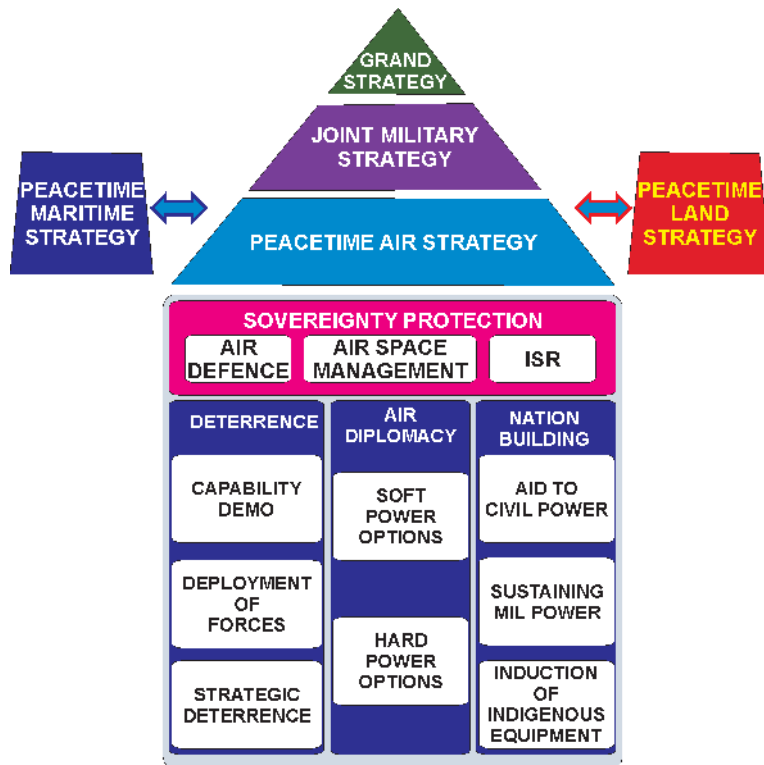 GRAND
STRATEGY
JOINT MILITARY
STRATEGY
PEACETIME
MARITIME
STRATEGY
PEACETIME AIR STRATEGY
PEACETIME
LAND
STRATEGY
SOVEREIGNTY PROTECTION
AIR
DEFENCE
AIR SPACE
MANAGEMENT
ISR
DETERRENCE
CAPABILITY
DEMO
DEPLOYMENT
OF
FORCES
STRATEGIC
DETERRENCE
AIR
DIPLOMACY
SOFT
POWER
OPTIONS
HARD
POWER
OPTIONS
NATION
BUILDING
AID TO
CIVIL POWER
SUSTAINING
MIL POWER
INDUCTION
OF
INDIGENOUS
EQUIPMENT